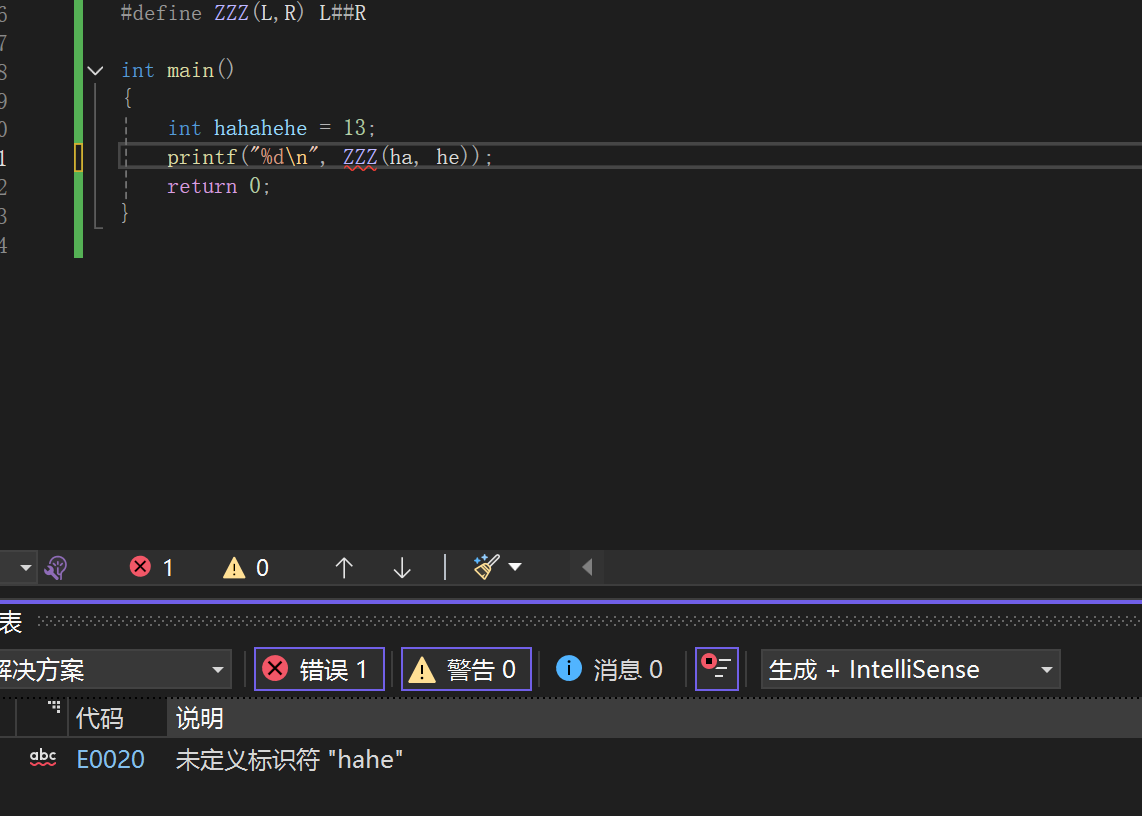 6 #define ZZZ(L,R) L##R
7
8 int main()
9 {
0 int hahahehe = 13;
1 printf("%d\n", ZZZ(ha, he));
2 return 0;
3 }
4
1 0
表
解决方案 错误 1 警告 0 消息 0 生成 + IntelliSense
代码 说明
abc E0020 未定义标识符 "hahe"